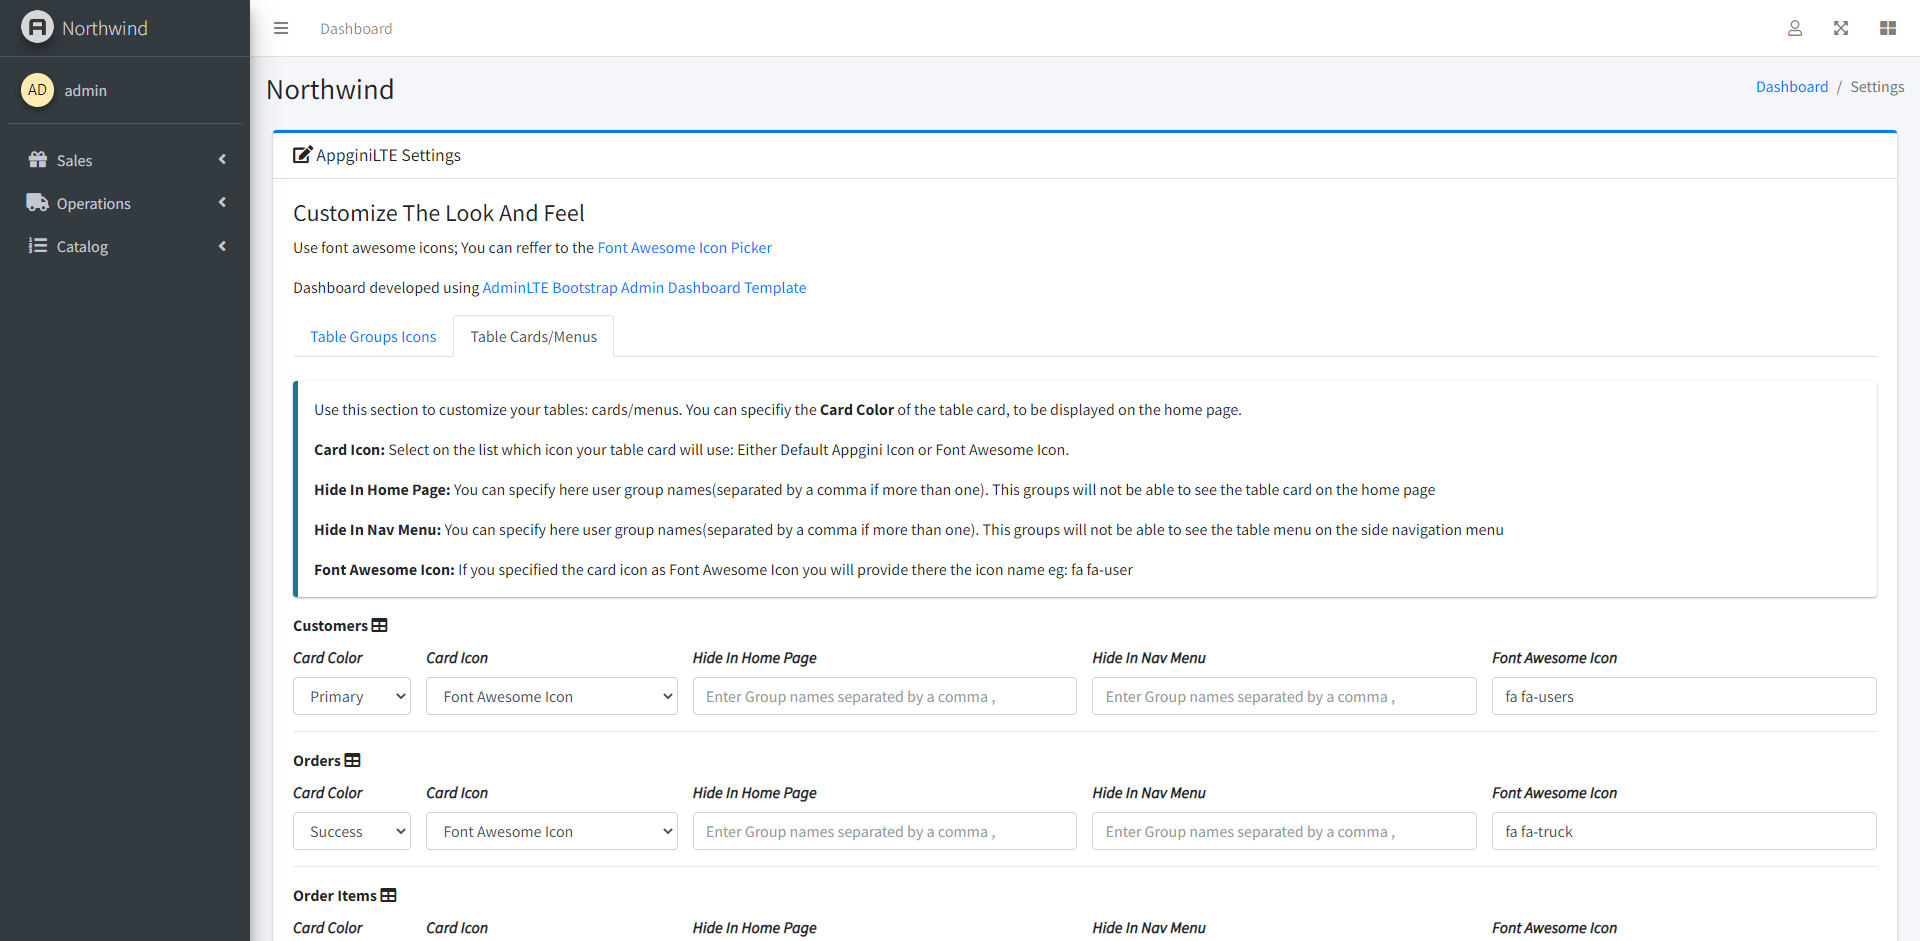 Northwind
Dashboard
AD admin
Sales
Operations
Catalog
Northwind
Dashboard / Settings
AppginiLTE Settings
Customize The Look And Feel
Use font awesome icons; You can reffer to the Font Awesome Icon Picker
Dashboard developed using AdminLTE Bootstrap Admin Dashboard Template
Table Groups Icons Table Cards/Menus
Use this section to customize your tables: cards/menus. You can specifiy the Card Color of the table card, to be displayed on the home page.
Card Icon: Select on the list which icon your table card will use: Either Default Appgini Icon or Font Awesome Icon.
Hide In Home Page: You can specify here user group names(separated by a comma if more than one). This groups will not be able to see the table card on the home page
Hide In Nav Menu: You can specify here user group names(separated by a comma if more than one). This groups will not be able to see the table menu on the side navigation menu
Font Awesome Icon: If you specified the card icon as Font Awesome Icon you will provide there the icon name eg: fa fa-user
Customers
Card Color Card Icon Hide In Home Page Hide In Nav Menu Font Awesome Icon
Primary Font Awesome Icon Enter Group names separated by a comma , Enter Group names separated by a comma , fa fa-users
Orders
Card Color Card Icon Hide In Home Page Hide In Nav Menu Font Awesome Icon
Success Font Awesome Icon Enter Group names separated by a comma , Enter Group names separated by a comma , fa fa-truck
Order Items
Card Color Card Icon Hide In Home Page Hide In Nav Menu Font Awesome Icon